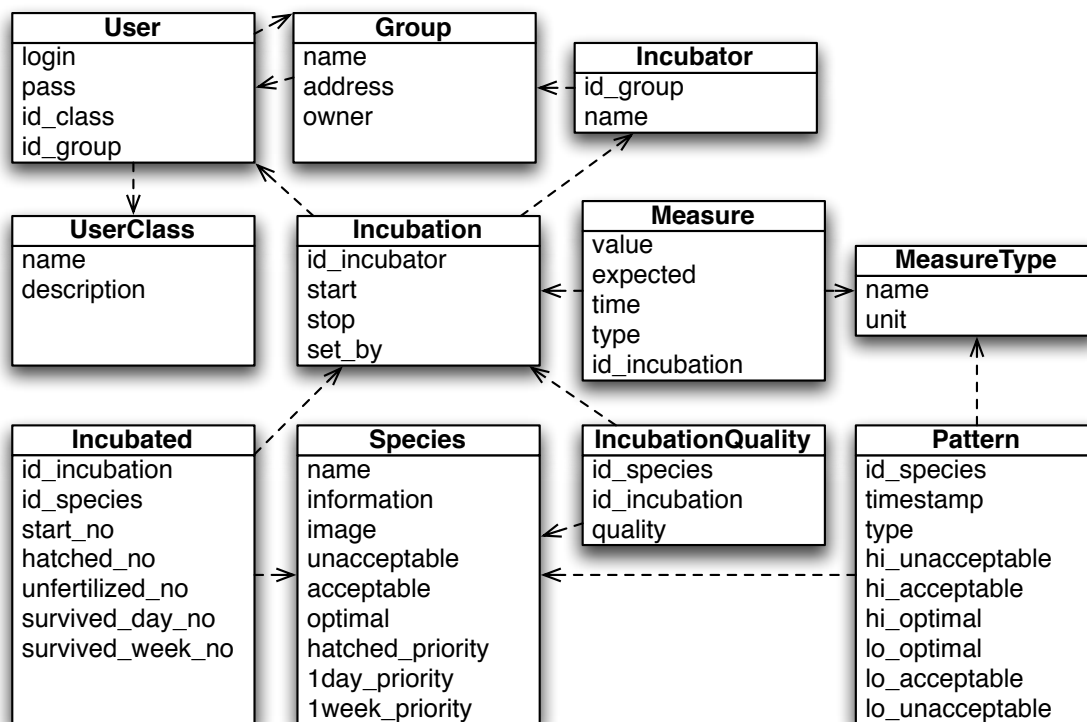 User
login
pass
id_class
id_group
Group
name
address
owner
Incubator
id_group
name
UserClass
name
description
Incubation
id_incubator
start
stop
set_by
Measure
value
expected
time
type
id_incubation
MeasureType
name
unit
Incubated
id_incubation
id_species
start_no
hatched_no
unfertilized_no
survived_day_no
survived_week_no
Species
name
information
image
unacceptable
acceptable
optimal
hatched_priority
1day_priority
1week_priority
IncubationQuality
id_species
id_incubation
quality
Pattern
id_species
timestamp
type
hi_unacceptable
hi_acceptable
hi_optimal
lo_optimal
lo_acceptable
lo_unacceptable